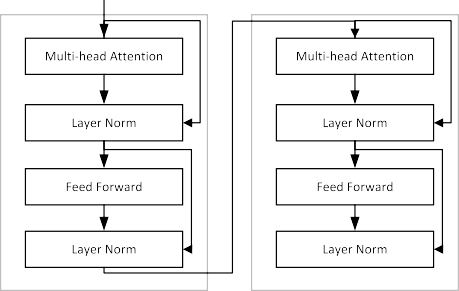 Multi-head Attention
Layer Norm
Feed Forward
Layer Norm
Multi-head Attention
Layer Norm
Feed Forward
Layer Norm